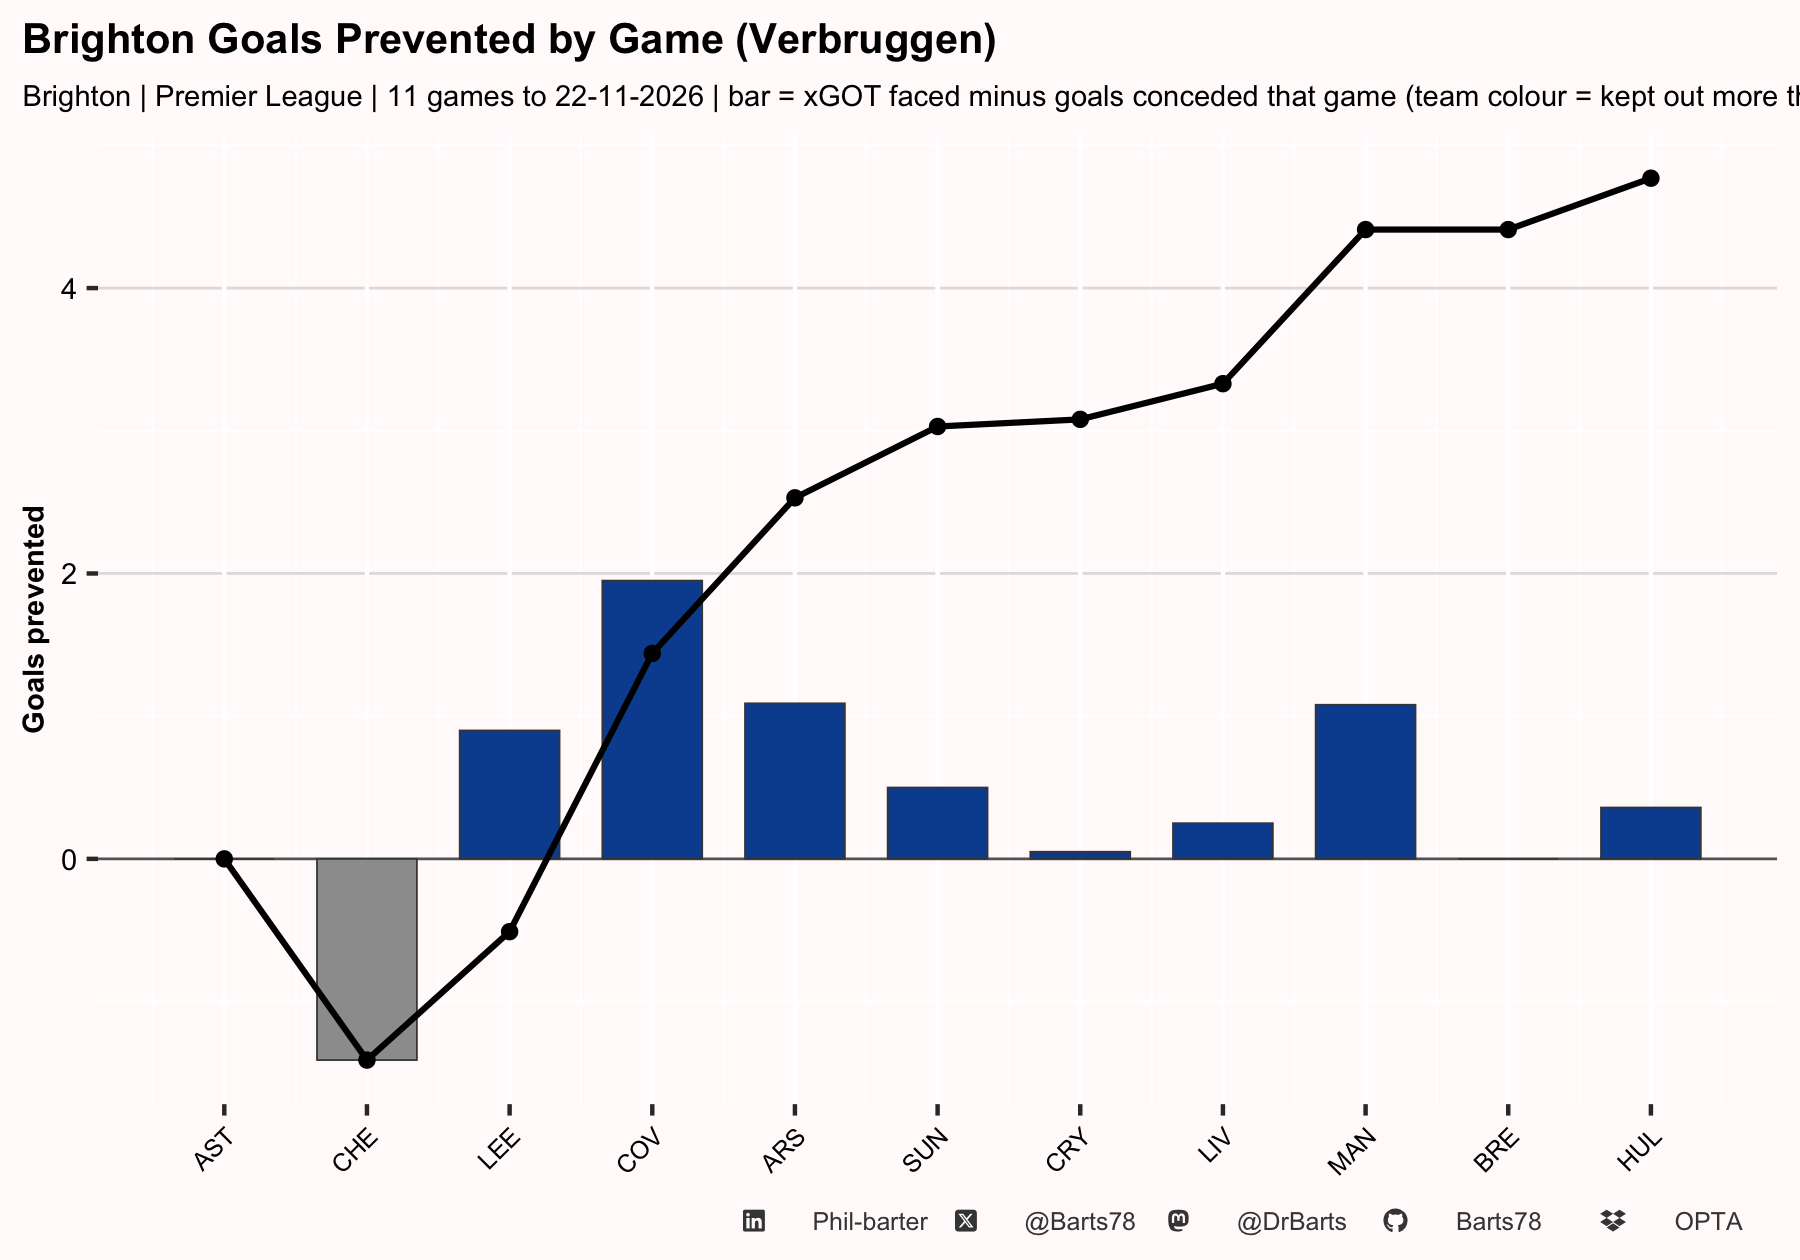 Brighton Goals Prevented by Game (Verbruggen)
Brighton | Premier League | 11 games to 22-11-2026 | bar = xGOT faced minus goals conceded that game (team colour = kept out more th
Goals prevented
4
2
0
AST CHE LEE COV ARS SUN CRY LIV MAN BRE HUL
Phil-barter @Barts78 @DrBarts Barts78 OPTA